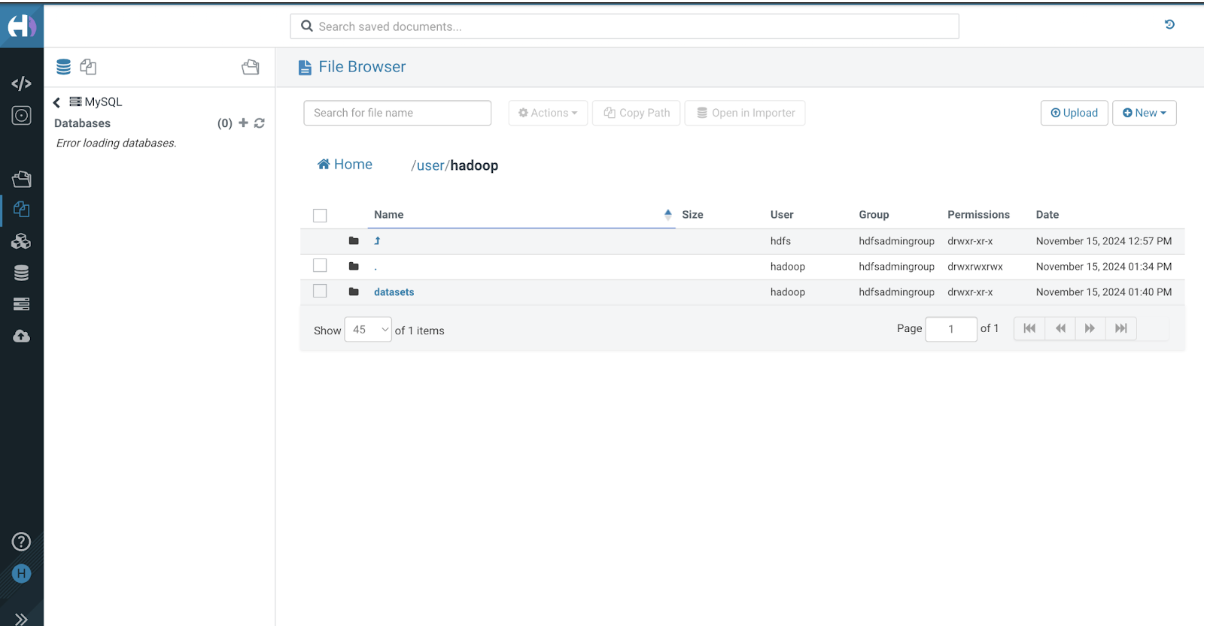 Search saved documents...
File Browser
MySQL
Databases (0)
Error loading databases.
Search for file name Actions Copy Path Open in Importer Upload New
Home /user/hadoop
Name Size User Group Permissions Date
hdfs hdfsadmingroup drwxr-xr-x November 15, 2024 12:57 PM
. hadoop hdfsadmingroup drwxrwxrwx November 15, 2024 01:34 PM
datasets hadoop hdfsadmingroup drwxr-xr-x November 15, 2024 01:40 PM
Show 45 of 1 items Page 1 of 1
H